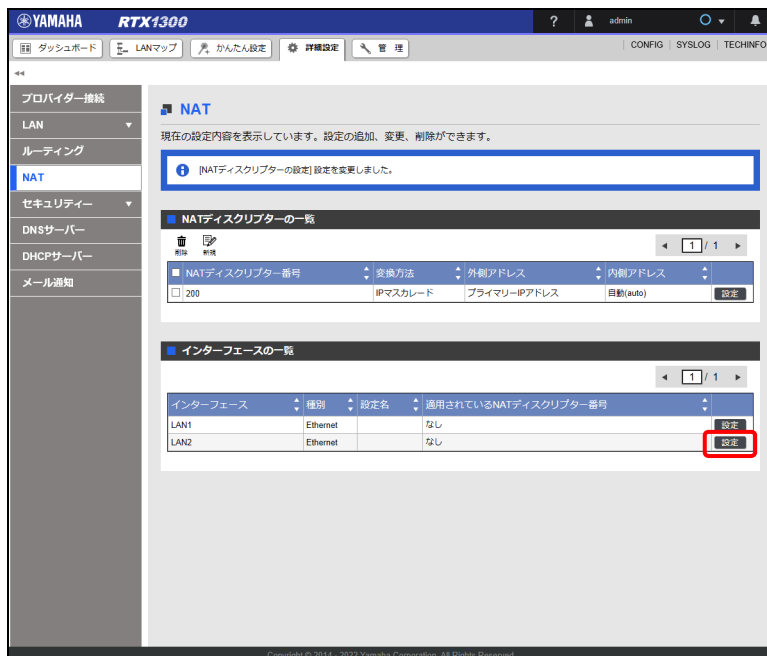 YAMAHA RTX1300 ? admin
ダッシュボード LANマップ かんたん設定 詳細設定 管 理 CONFIG SYSLOG TECHINFO
プロバイダー接続
LAN
ルーティング
NAT
セキュリティー
DNSサーバー
DHCPサーバー
メール通知
NAT
現在の設定内容を表示しています。設定の追加、変更、削除ができます。
[NATディスクリプターの設定] 設定を変更しました。
NATディスクリプターの一覧
削除 新規 1 / 1
NATディスクリプター番号 変換方法 外側アドレス 内側アドレス
200 IPマスカレード プライマリーIPアドレス 自動(auto) 設定
インターフェースの一覧
1 / 1
インターフェース 種別 設定名 適用されているNATディスクリプター番号
LAN1 Ethernet なし 設定
LAN2 Ethernet なし 設定
Copyright © 2014 - 2022 Yamaha Corporation. All Rights Reserved.